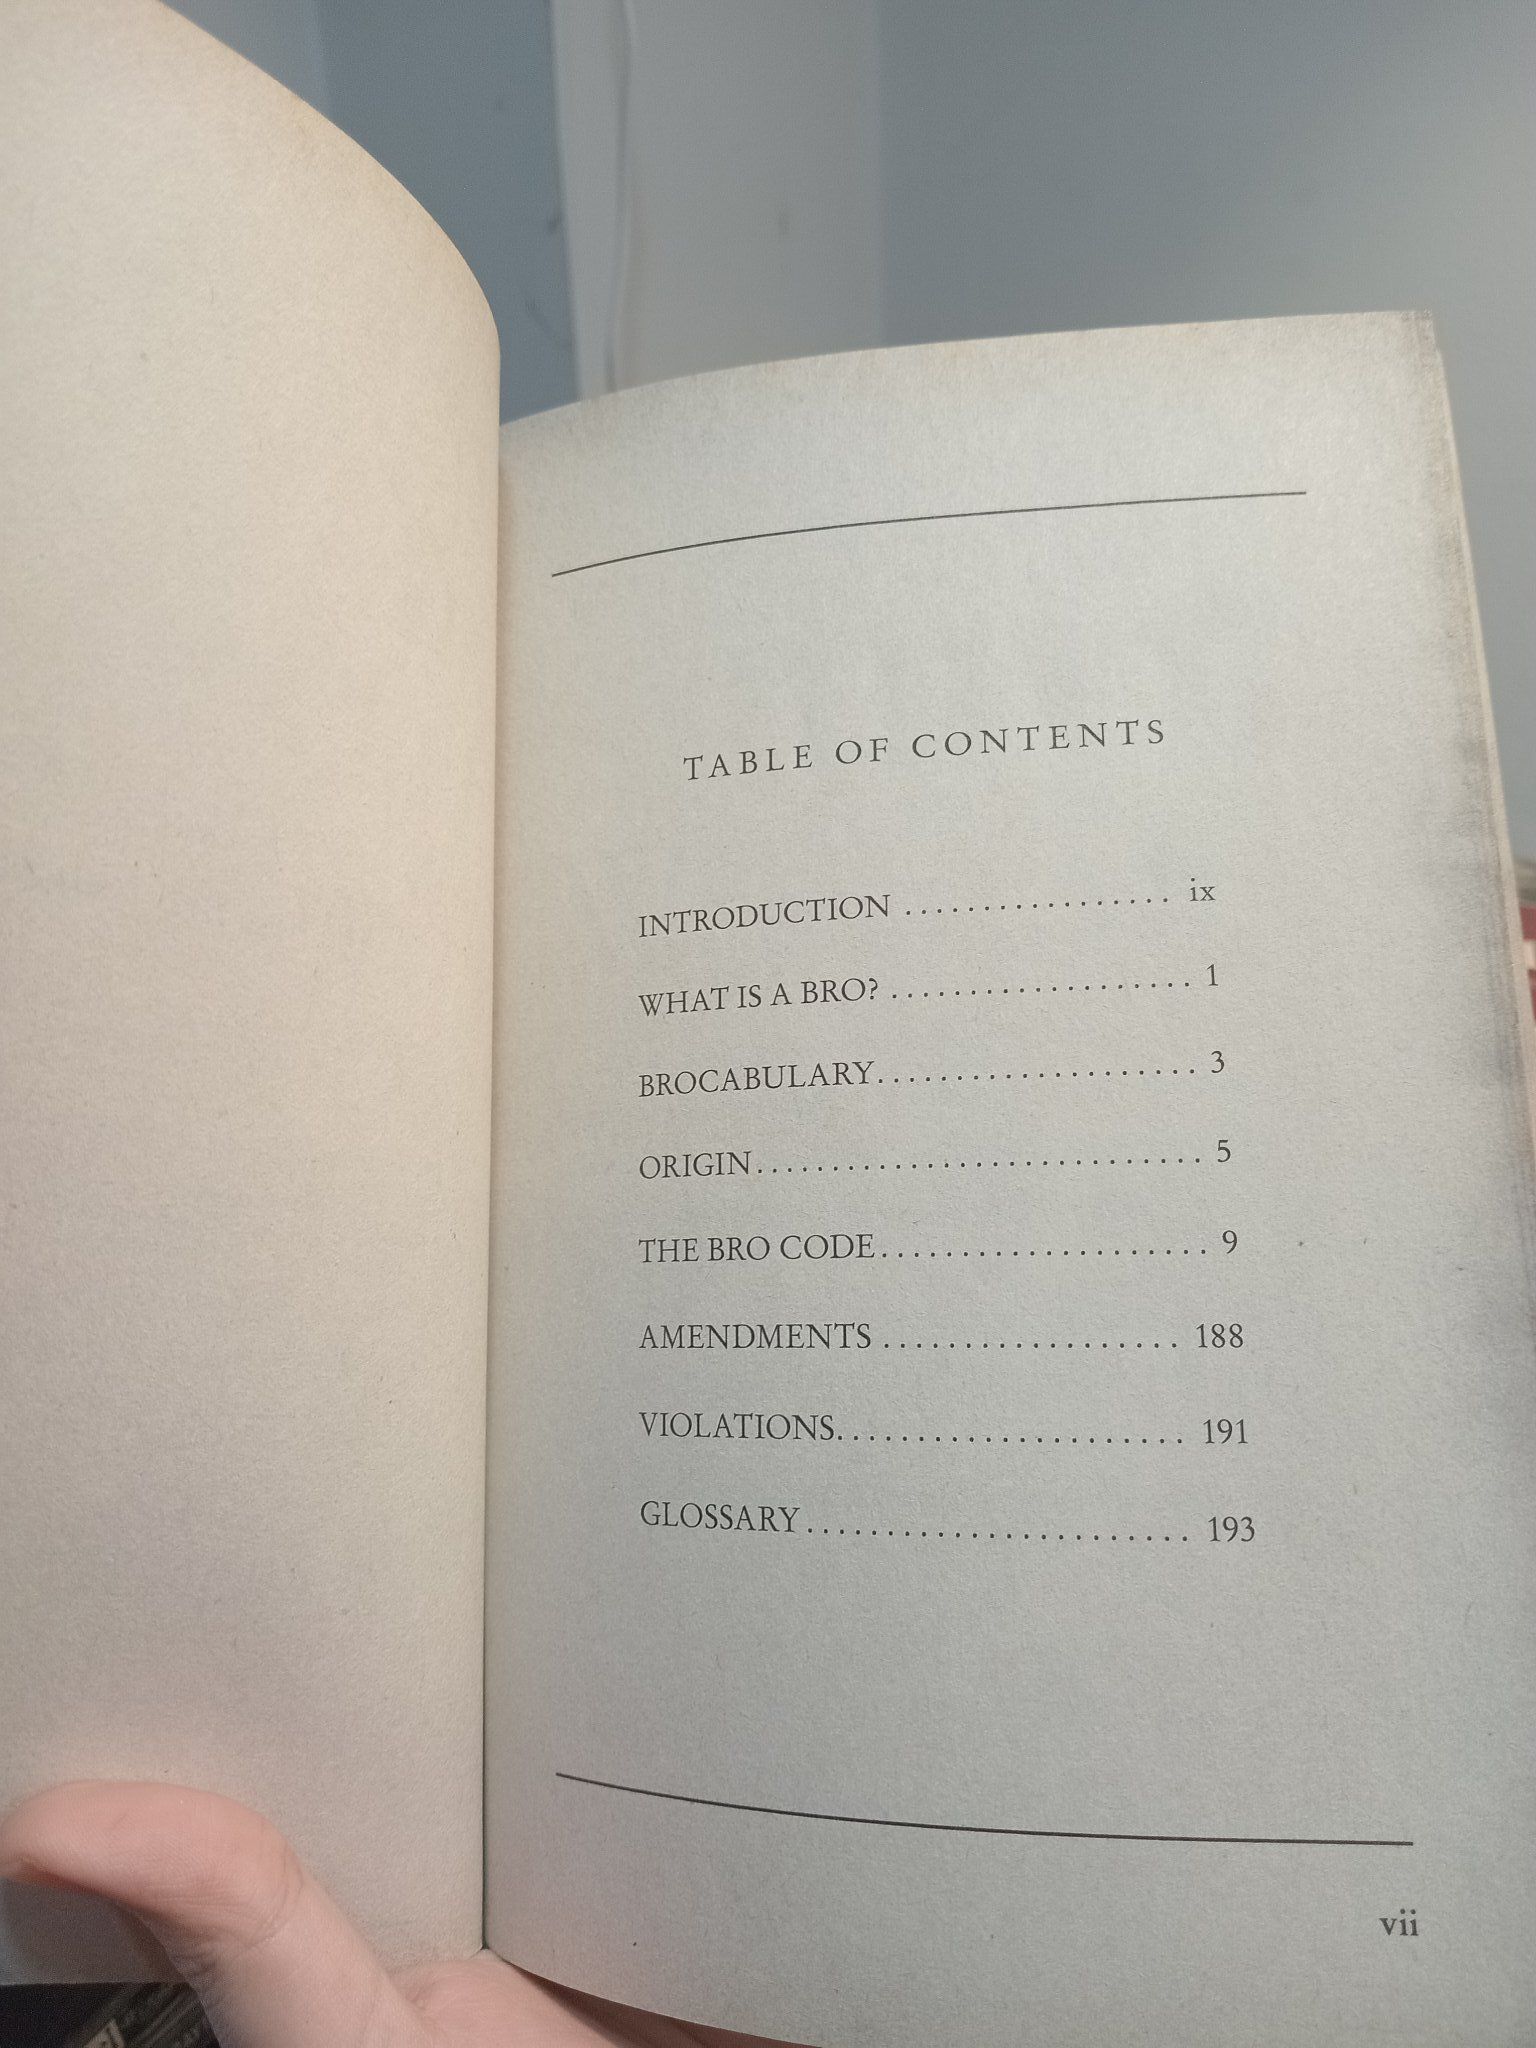 TABLE OF CONTENTS
INTRODUCTION ................. ix
WHAT IS A BRO? ................... 1
BROCABULARY.................... 3
ORIGIN............................ 5
THE BRO CODE..................... 9
AMENDMENTS ................... 188
VIOLATIONS...................... 191
GLOSSARY........................ 193
vii